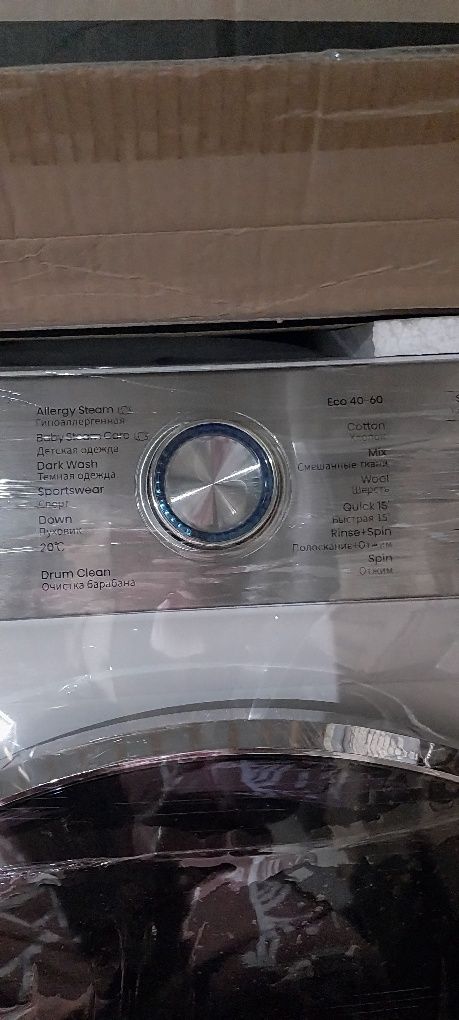 Allergy Steam
Гипоаллергенная
Baby Steam Care
Детская одежда
Dark Wash
Темная одежда
Sportswear
Спорт
Down
Пуховик
20℃
Drum Clean
Очистка барабана
Eco 40-60
Cotton
Хлопок
Mix
Смешанные ткани
Wool
Шерсть
Quick 15'
Быстрая 15'
Rinse+Spin
Полоскание+Отжим
Spin
Отжим